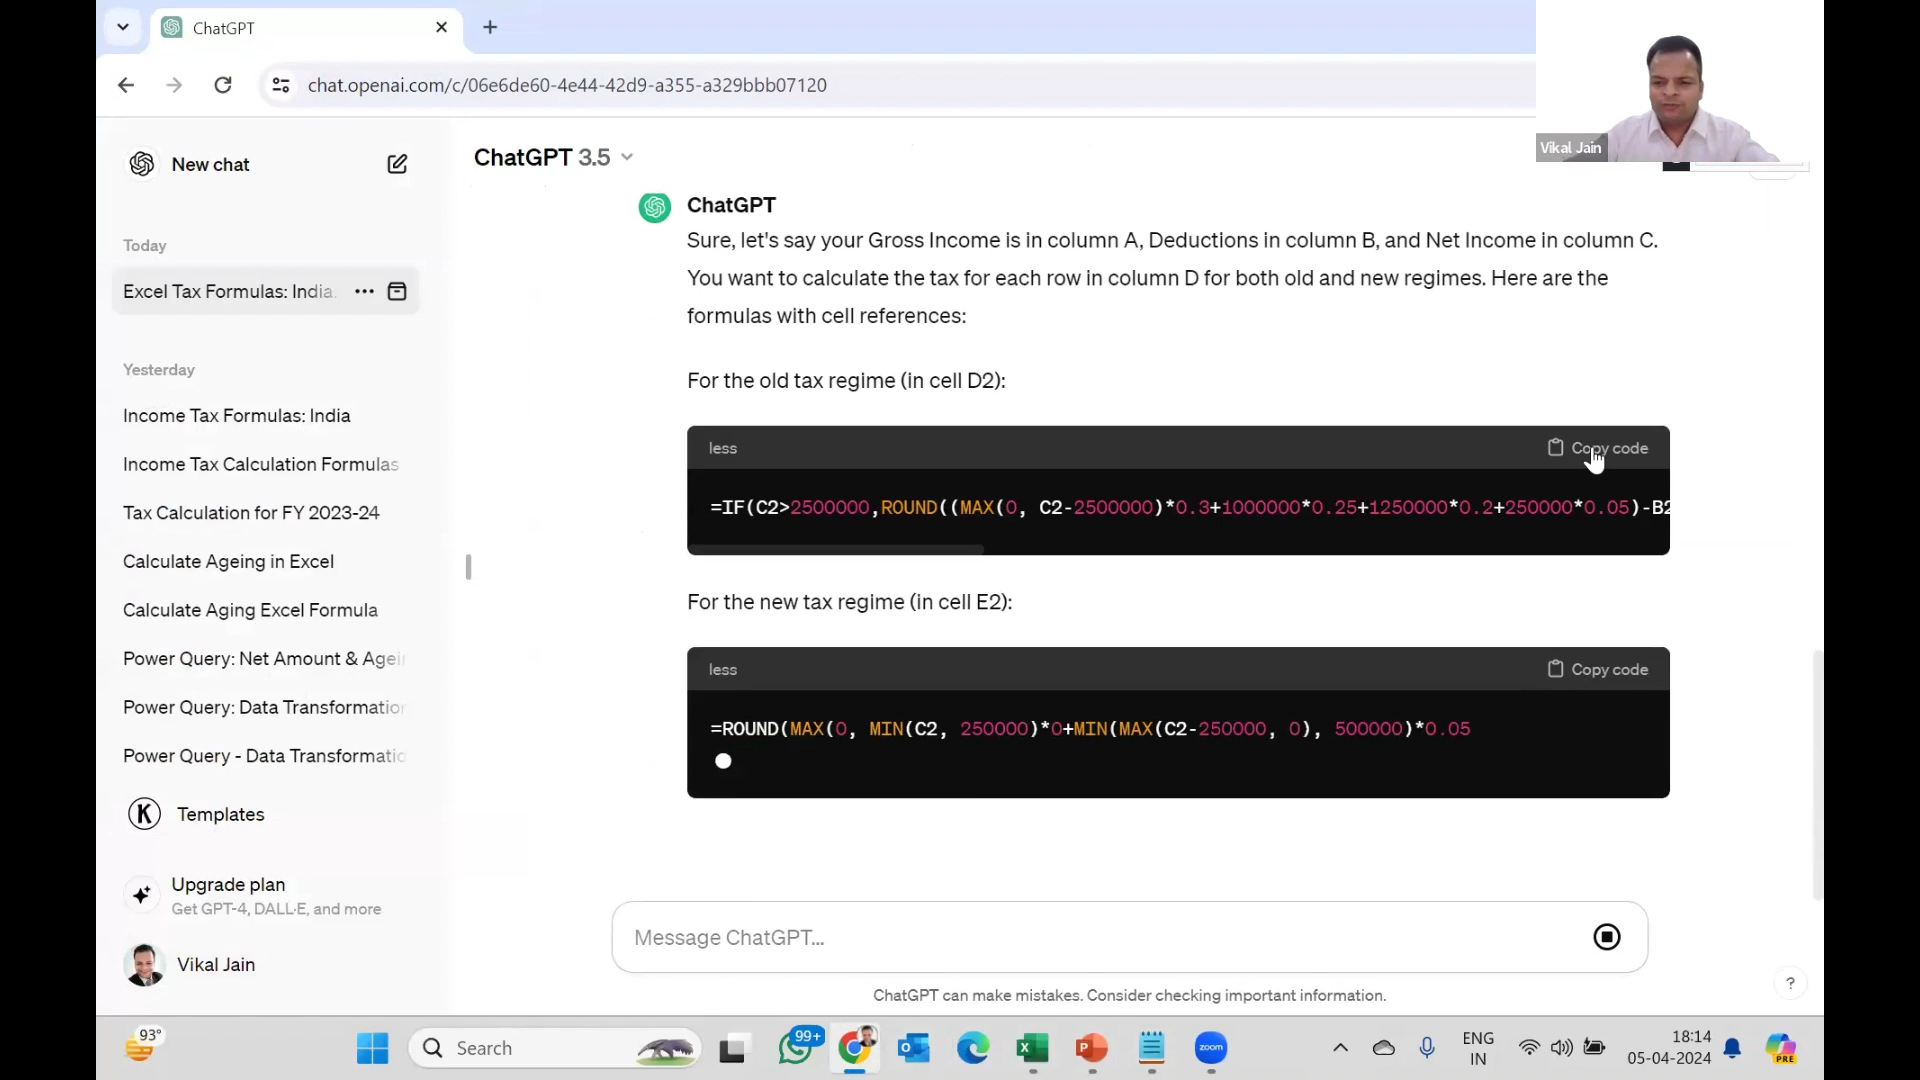 ChatGPT
chat.openai.com/c/06e6de60-4e44-42d9-a355-a329bbb07120
Vikal Jain
New chat
ChatGPT 3.5
Today
Excel Tax Formulas: India
Yesterday
Income Tax Formulas: India
Income Tax Calculation Formulas
Tax Calculation for FY 2023-24
Calculate Ageing in Excel
Calculate Aging Excel Formula
Power Query: Net Amount & Agei
Power Query: Data Transformation
Power Query - Data Transformatio
Templates
Upgrade plan
Get GPT-4, DALL·E, and more
Vikal Jain
ChatGPT
Sure, let's say your Gross Income is in column A, Deductions in column B, and Net Income in column C.
You want to calculate the tax for each row in column D for both old and new regimes. Here are the
formulas with cell references:
For the old tax regime (in cell D2):
less
Copy code
=IF(C2>2500000,ROUND((MAX(0, C2-2500000)*0.3+1000000*0.25+1250000*0.2+250000*0.05)-B2
For the new tax regime (in cell E2):
less
Copy code
=ROUND(MAX(0, MIN(C2, 250000)*0+MIN(MAX(C2-250000, 0), 500000)*0.05
Message ChatGPT...
ChatGPT can make mistakes. Consider checking important information.
?
93°
Search
99+
zoom
ENG
IN
18:14
05-04-2024
PRE